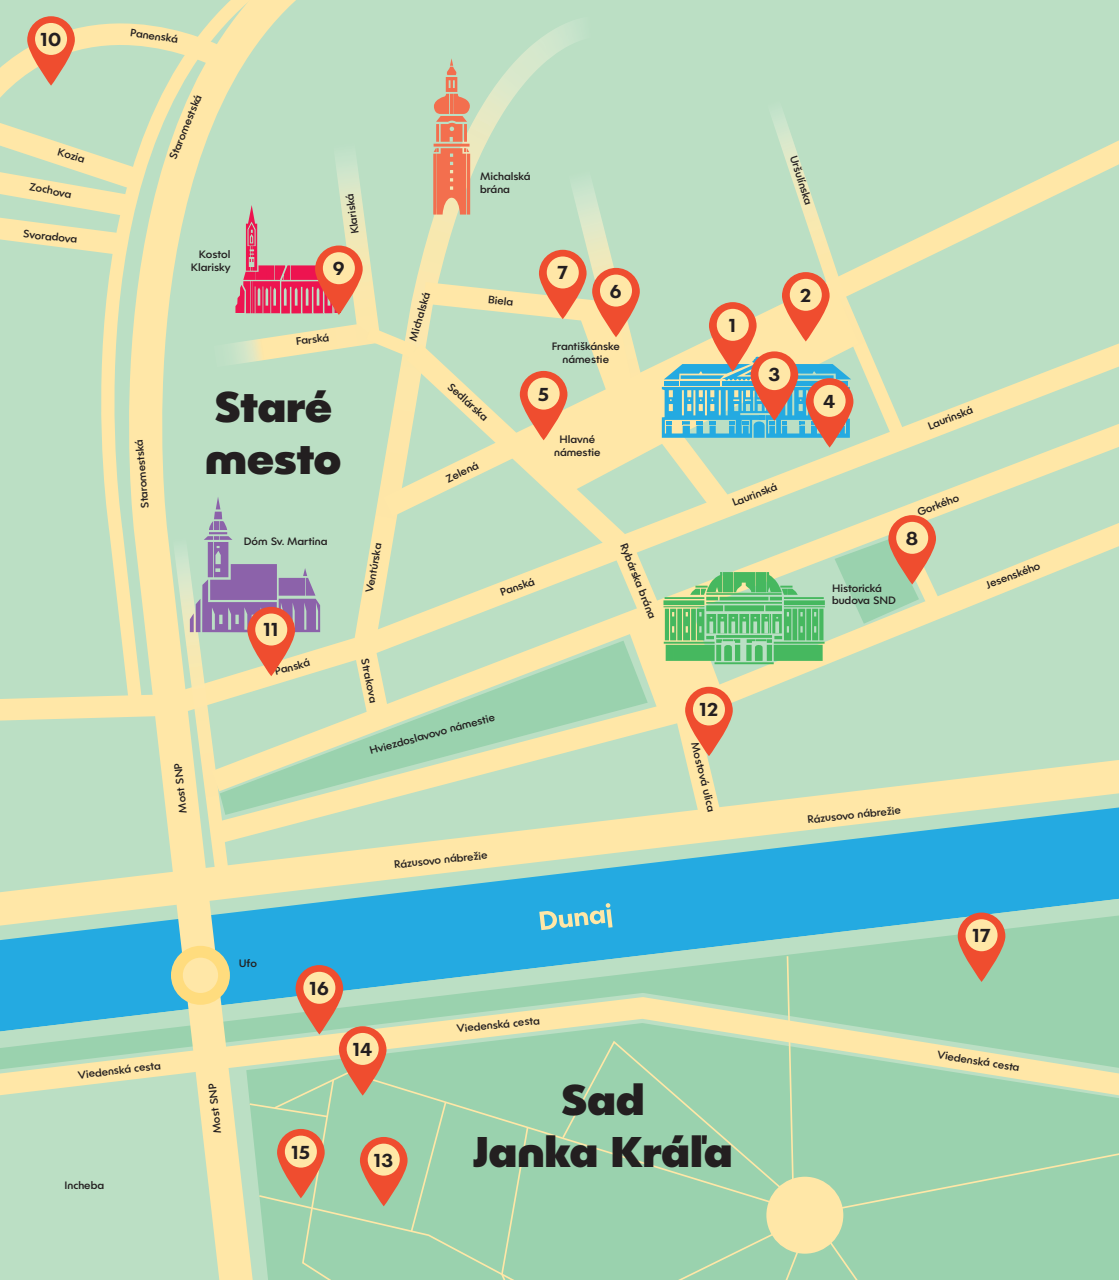 10
Panenská
Staromestská
Kozia
Zochova
Svoradova
Michalská
brána
Uršulínska
Klariská
Kostol
Klarisky
9
7
6
2
1
Biela
Michalská
Farská
Františkánske
námestie
3
5
4
Sedlárska
Staré
mesto
Hlavné
námestie
Laurinská
Staromestská
Zelená
Laurinská
Gorkého
Dóm Sv. Martina
8
Ventúrska
Rybárska brána
Panská
Jesenského
Historická
budova SND
11
Panská
Strakova
12
Hviezdoslavovo námestie
Mostová ulica
Most SNP
Rázusovo nábrežie
Rázusovo nábrežie
Dunaj
17
Ufo
16
Viedenská cesta
14
Viedenská cesta
Viedenská cesta
Most SNP
Sad
Janka Kráľa
15
13
Incheba